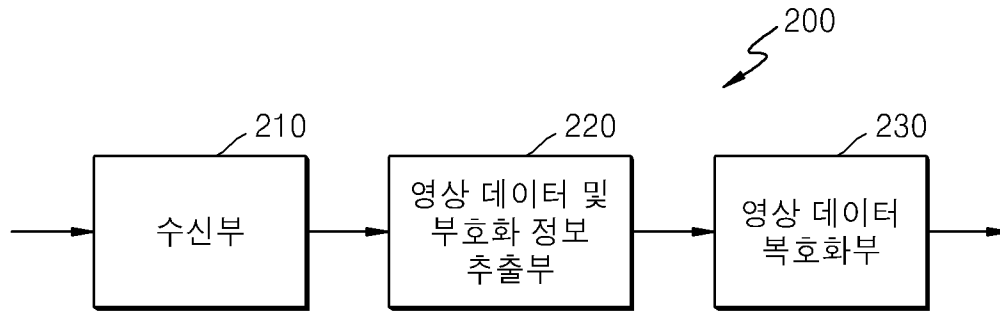 200
210
220
230
수신부
영상 데이터 및
부호화 정보
추출부
영상 데이터
복호화부